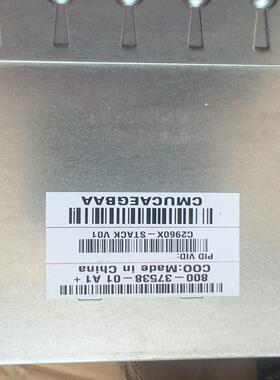 800-37538-01 A1 +
COO:Made in China
PID VID:
C2960X-STACK V01
CMUCAEGBAA